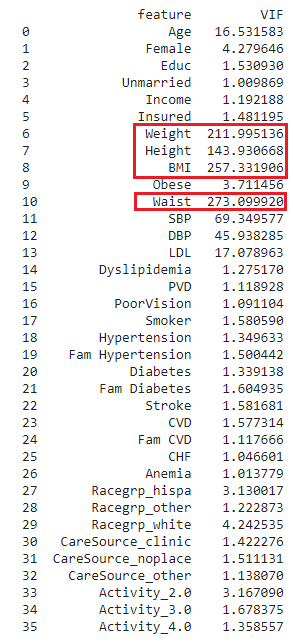 feature VIF
0 Age 16.531583
1 Female 4.279646
2 Educ 1.530930
3 Unmarried 1.009869
4 Income 1.192188
5 Insured 1.481195
6 Weight 211.995136
7 Height 143.930668
8 BMI 257.331906
9 Obese 3.711456
10 Waist 273.099920
11 SBP 69.349577
12 DBP 45.938285
13 LDL 17.078963
14 Dyslipidemia 1.275170
15 PVD 1.118928
16 PoorVision 1.091104
17 Smoker 1.580590
18 Hypertension 1.349633
19 Fam Hypertension 1.500442
20 Diabetes 1.339138
21 Fam Diabetes 1.604935
22 Stroke 1.581681
23 CVD 1.577314
24 Fam CVD 1.117666
25 CHF 1.046601
26 Anemia 1.013779
27 Racegrp_hispa 3.130017
28 Racegrp_other 1.222873
29 Racegrp_white 4.242535
30 CareSource_clinic 1.422276
31 CareSource_noplace 1.511131
32 CareSource_other 1.138070
33 Activity_2.0 3.167090
34 Activity_3.0 1.678375
35 Activity_4.0 1.358557